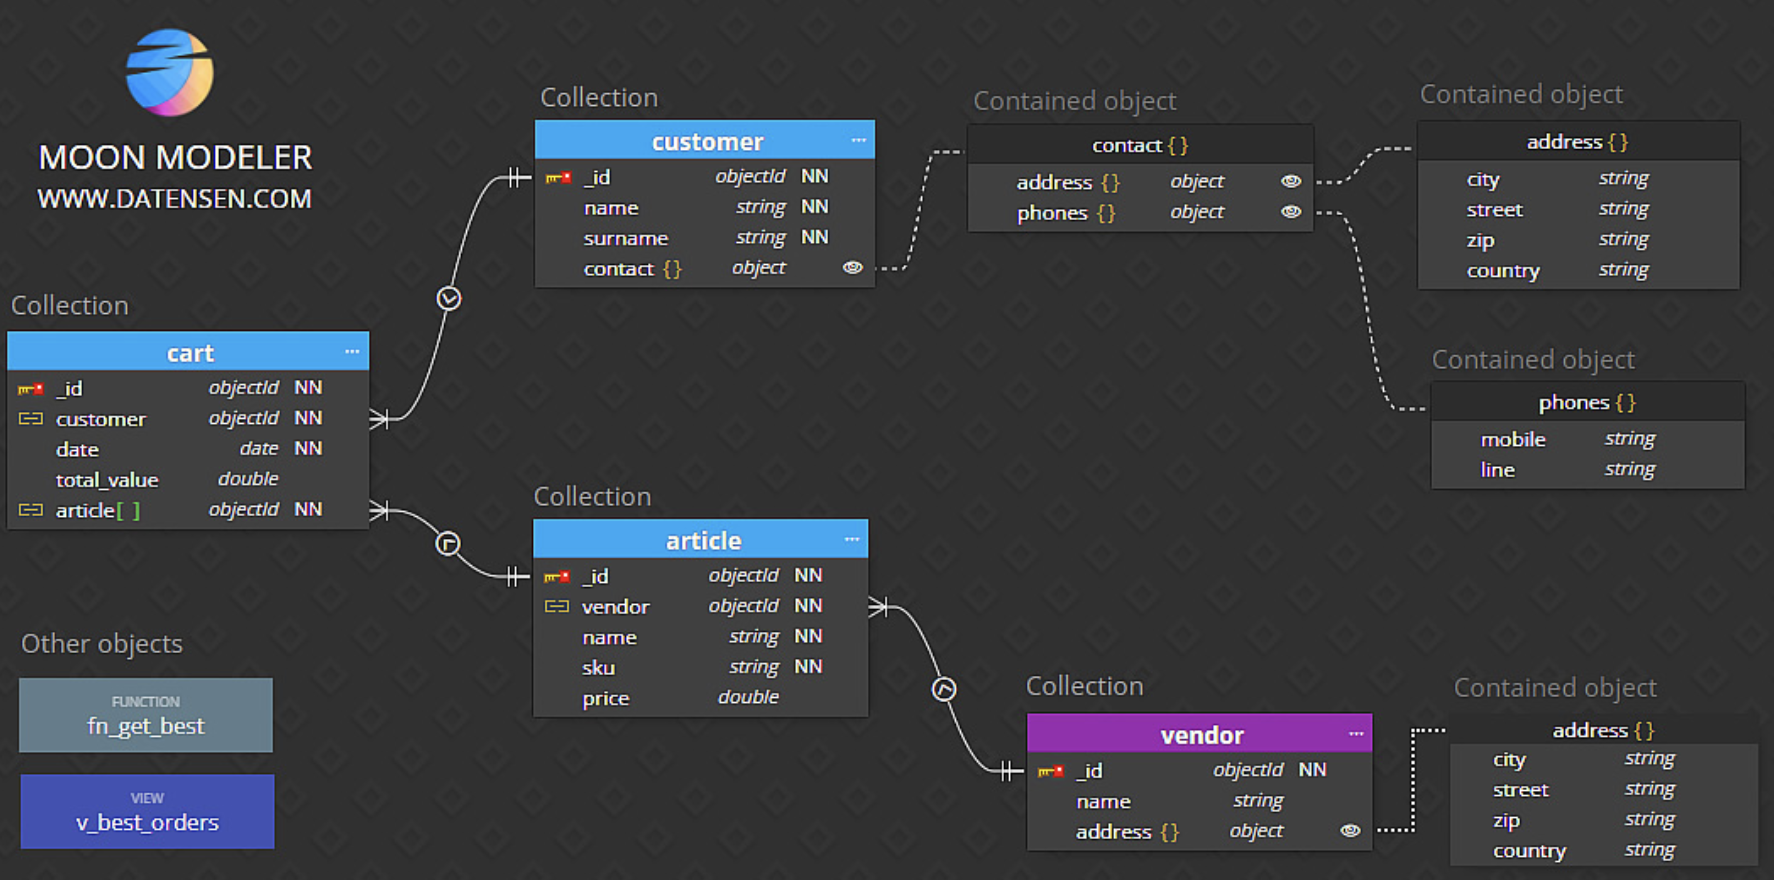 MOON MODELER
WWW.DATENSEN.COM
Collection
customer ...
_id objectId NN
name string NN
surname string NN
contact {} object
Contained object
contact {}
address {} object
phones {} object
Contained object
address {}
city string
street string
zip string
country string
Collection
cart ...
_id objectId NN
customer objectId NN
date date NN
total_value double
article[ ] objectId NN
Contained object
phones {}
mobile string
line string
Collection
article ...
_id objectId NN
vendor objectId NN
name string NN
sku string NN
price double
Other objects
FUNCTION
fn_get_best
VIEW
v_best_orders
Collection
vendor ...
_id objectId NN
name string
address {} object
Contained object
address {}
city string
street string
zip string
country string